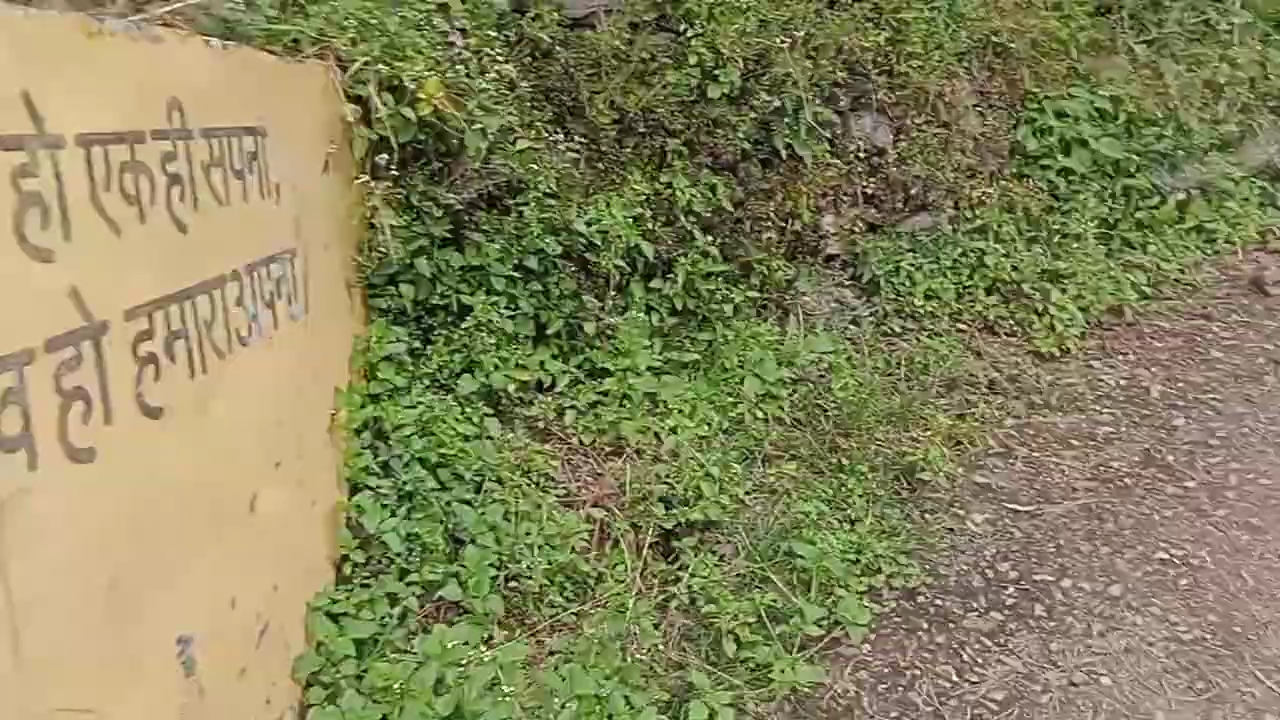 हो एक ही सपना,
व हो हमारा अपना